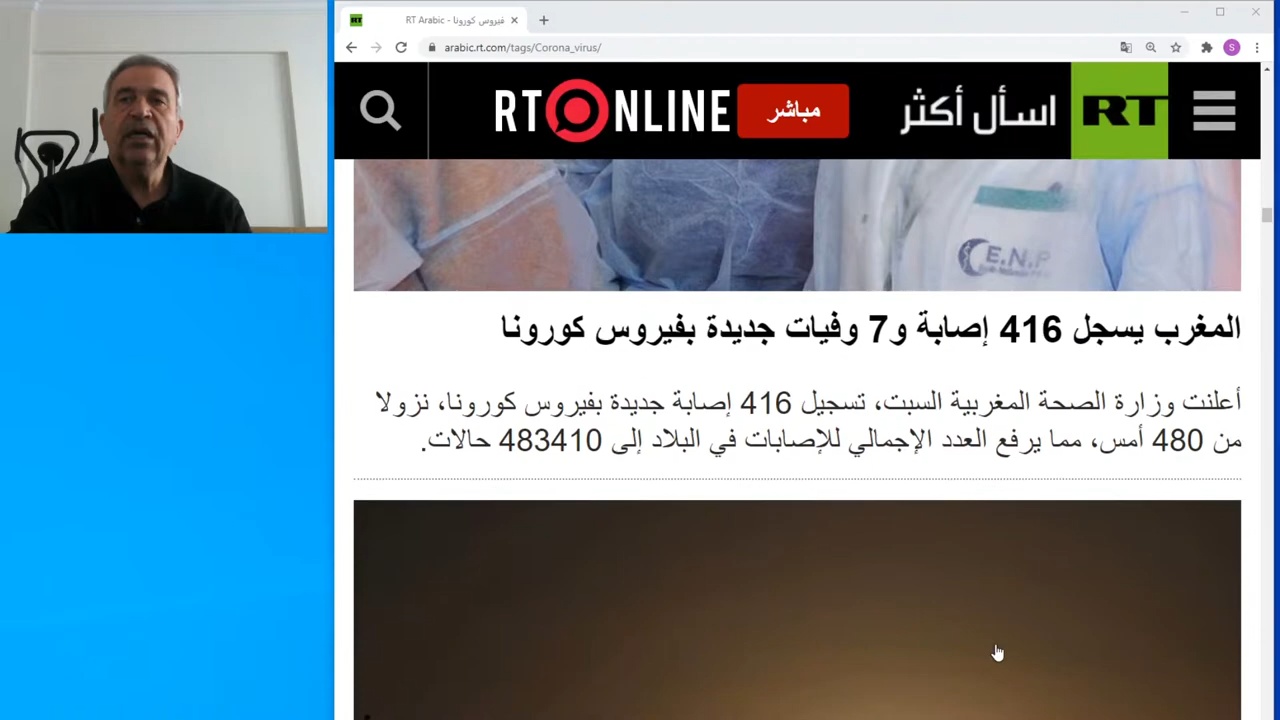 فيروس كورونا - RT Arabic
arabic.rt.com/tags/Corona_virus/
S
RT ONLINE
مباشر
اسأل أكثر
RT
E.N.P
المغرب يسجل 416 إصابة و7 وفيات جديدة بفيروس كورونا
أعلنت وزارة الصحة المغربية السبت، تسجيل 416 إصابة جديدة بفيروس كورونا، نزولا
من 480 أمس، مما يرفع العدد الإجمالي للإصابات في البلاد إلى 483410 حالات.